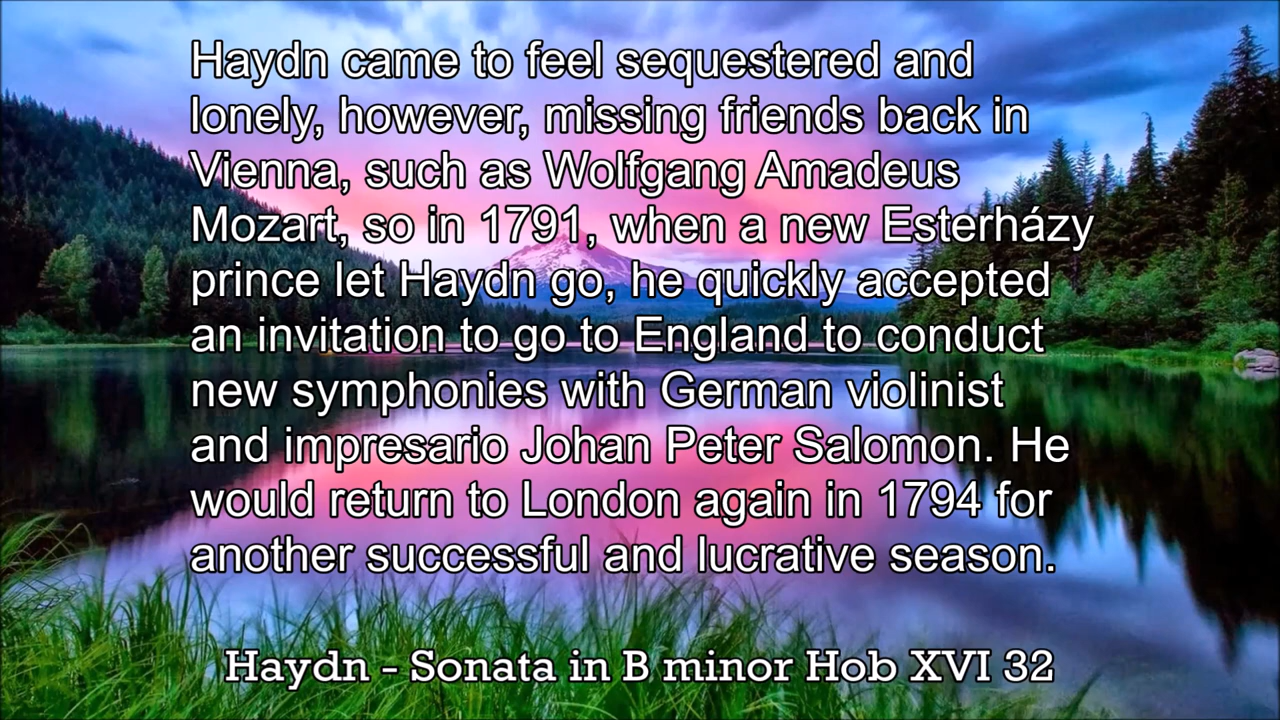 Haydn came to feel sequestered and
lonely, however, missing friends back in
Vienna, such as Wolfgang Amadeus
Mozart, so in 1791, when a new Esterházy
prince let Haydn go, he quickly accepted
an invitation to go to England to conduct
new symphonies with German violinist
and impresario Johan Peter Salomon. He
would return to London again in 1794 for
another successful and lucrative season.
Haydn - Sonata in B minor Hob XVI 32